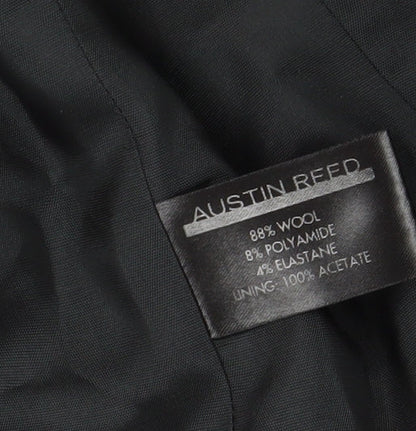 AUSTIN REED
88% WOOL
8% POLYAMIDE
4% ELASTANE
LINING: 100% ACETATE